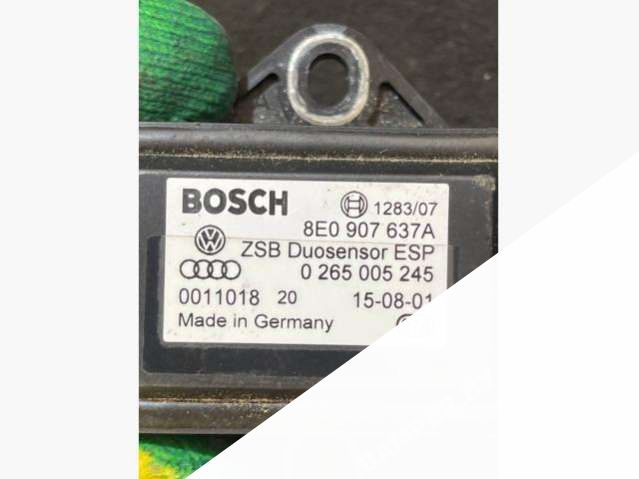 BOSCH
1283/07
8E0 907 637A
ZSB Duosensor ESP
0 265 005 245
0011018 20 15-08-01
Made in Germany